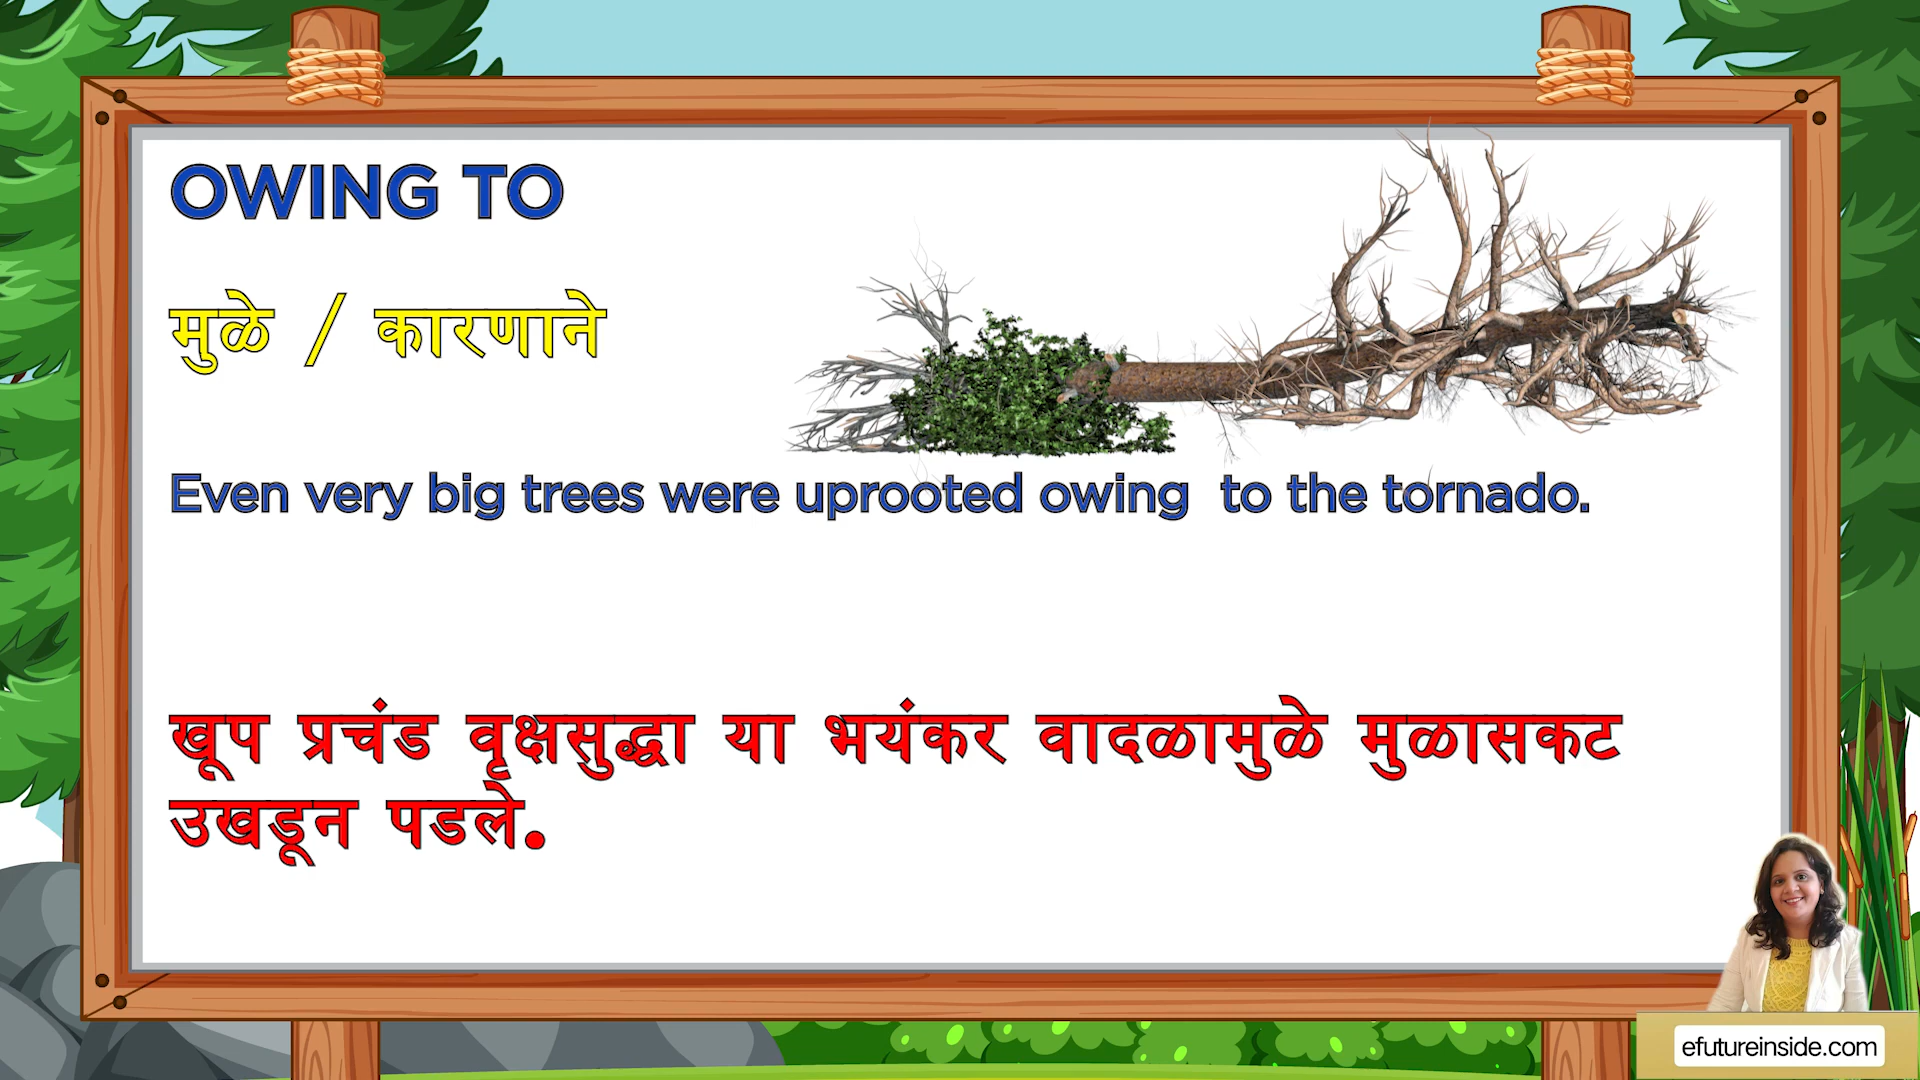 OWING TO
मुळे / कारणाने
Even very big trees were uprooted owing  to the tornado.
खूप प्रचंड वृक्षसुद्धा या भयंकर वादळामुळे मुळासकट
उखडून पडले.
efutureinside.com